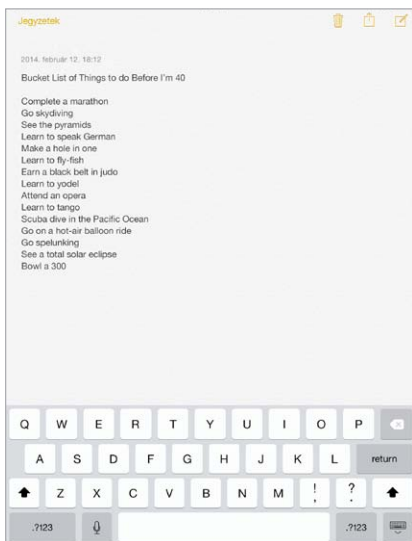 Jegyzetek
2014. február 12. 18:12
Bucket List of Things to do Before I'm 40
Complete a marathon
Go skydiving
See the pyramids
Learn to speak German
Make a hole in one
Learn to fly-fish
Earn a black belt in judo
Learn to yodel
Attend an opera
Learn to tango
Scuba dive in the Pacific Ocean
Go on a hot-air balloon ride
Go spelunking
See a total solar eclipse
Bowl a 300
Q W E R T Y U I O P
A S D F G H J K L return
Z X C V B N M ! , ? .
.?123 .?123